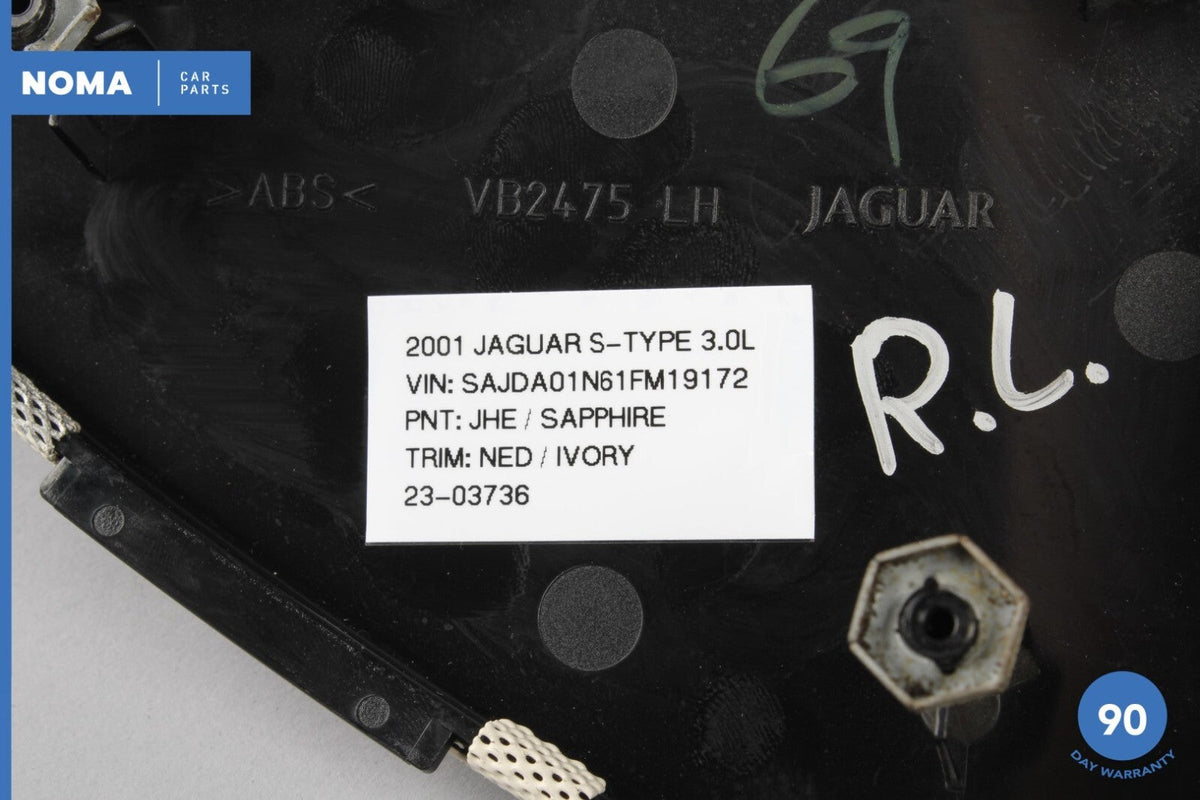 69
NOMA CAR PARTS
>ABS< VB2475 LH JAGUAR
2001 JAGUAR S-TYPE 3.0L
VIN: SAJDA01N61FM19172
PNT: JHE / SAPPHIRE
TRIM: NED / IVORY
23-03736
R.L.
90
DAY WARRANTY